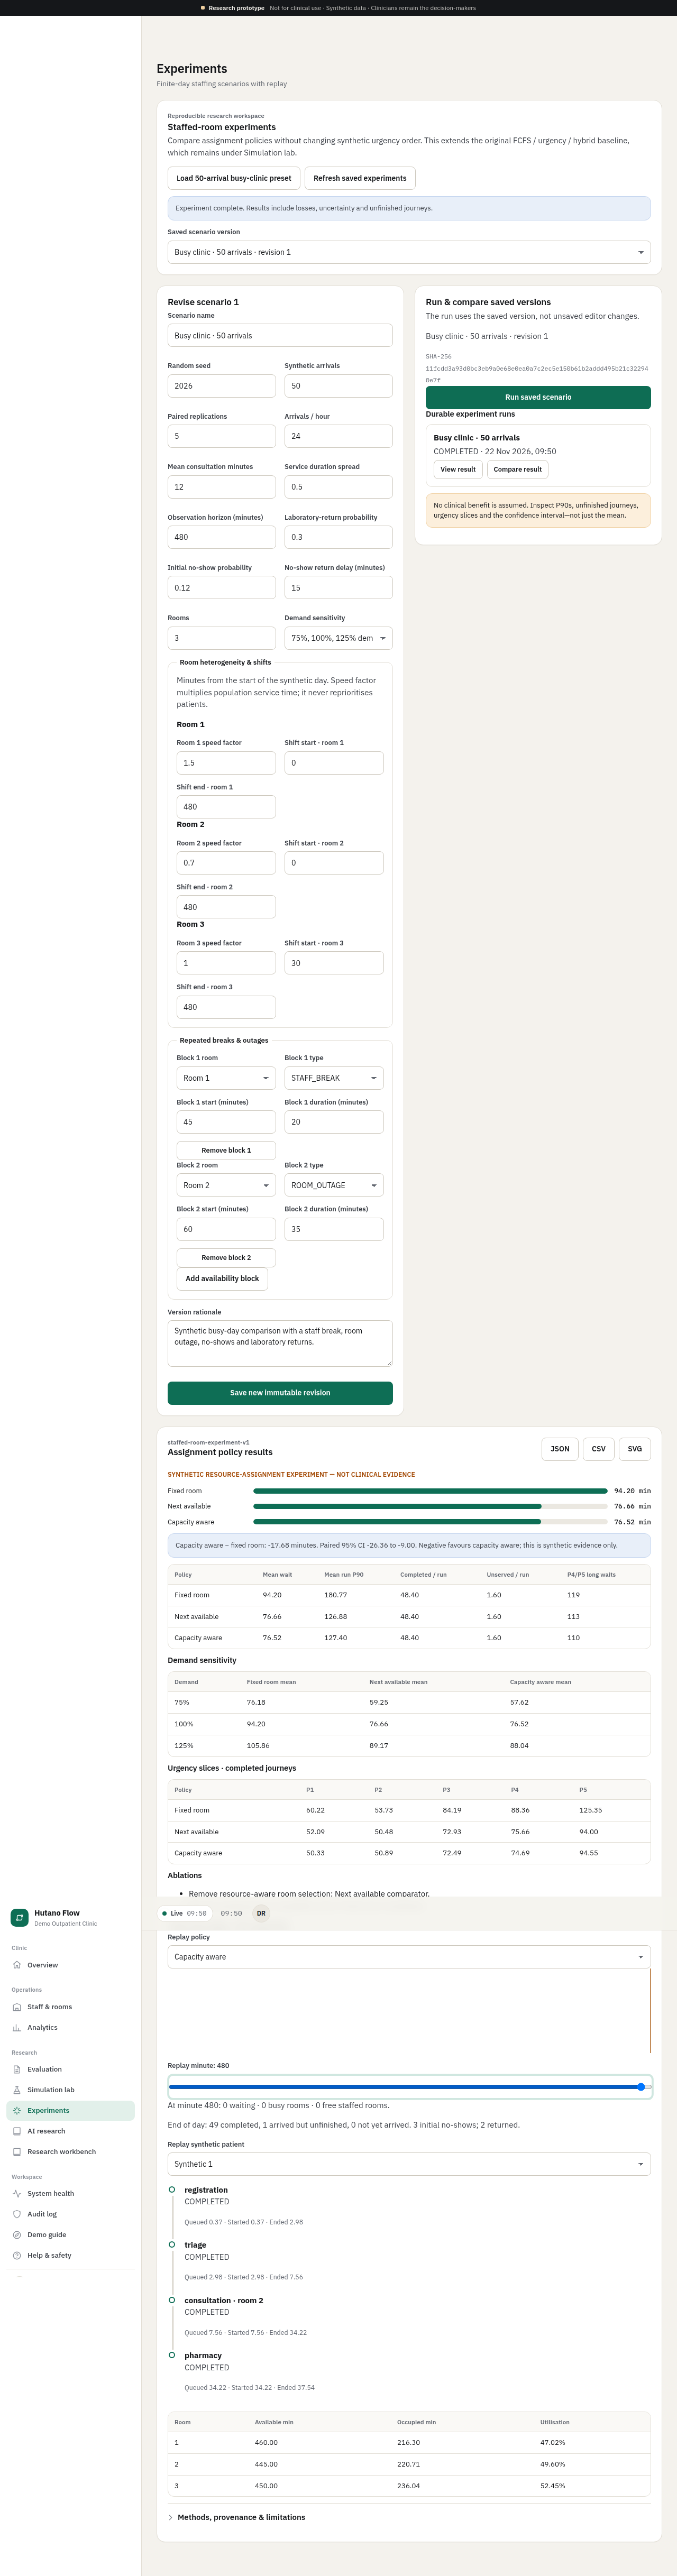 Research prototype Not for clinical use · Synthetic data · Clinicians remain the decision-makers
Experiments
Finite-day staffing scenarios with replay
Reproducible research workspace
Staffed-room experiments
Compare assignment policies without changing synthetic urgency order. This extends the original FCFS / urgency / hybrid baseline,
which remains under Simulation lab.
Load 50-arrival busy-clinic preset Refresh saved experiments
Experiment complete. Results include losses, uncertainty and unfinished journeys.
Saved scenario version
Busy clinic · 50 arrivals · revision 1
Revise scenario 1
Scenario name
Busy clinic · 50 arrivals
Random seed Synthetic arrivals
2026 50
Paired replications Arrivals / hour
5 24
Mean consultation minutes Service duration spread
12 0.5
Observation horizon (minutes) Laboratory-return probability
480 0.3
Initial no-show probability No-show return delay (minutes)
0.12 15
Rooms Demand sensitivity
3 75%, 100%, 125% dem
Room heterogeneity & shifts
Minutes from the start of the synthetic day. Speed factor
multiplies population service time; it never reprioritises
patients.
Room 1
Room 1 speed factor Shift start · room 1
1.5 0
Shift end · room 1
480
Room 2
Room 2 speed factor Shift start · room 2
0.7 0
Shift end · room 2
480
Room 3
Room 3 speed factor Shift start · room 3
1 30
Shift end · room 3
480
Repeated breaks & outages
Block 1 room Block 1 type
Room 1 STAFF_BREAK
Block 1 start (minutes) Block 1 duration (minutes)
45 20
Remove block 1
Block 2 room Block 2 type
Room 2 ROOM_OUTAGE
Block 2 start (minutes) Block 2 duration (minutes)
60 35
Remove block 2
Add availability block
Version rationale
Synthetic busy-day comparison with a staff break, room
outage, no-shows and laboratory returns.
Save new immutable revision
Run & compare saved versions
The run uses the saved version, not unsaved editor changes.
Busy clinic · 50 arrivals · revision 1
SHA-256
11fcdd3a93d0bc3eb9a0e68e0ea0a7c2ec5e150b61b2addd495b21c32294
0e7f
Run saved scenario
Durable experiment runs
Busy clinic · 50 arrivals
COMPLETED · 22 Nov 2026, 09:50
View result Compare result
No clinical benefit is assumed. Inspect P90s, unfinished journeys,
urgency slices and the confidence interval—not just the mean.
staffed-room-experiment-v1
Assignment policy results
JSON CSV SVG
SYNTHETIC RESOURCE-ASSIGNMENT EXPERIMENT — NOT CLINICAL EVIDENCE
Fixed room 94.20 min
Next available 76.66 min
Capacity aware 76.52 min
Capacity aware − fixed room: -17.68 minutes. Paired 95% CI -26.36 to -9.00. Negative favours capacity aware; this is synthetic evidence only.
Policy Mean wait Mean run P90 Completed / run Unserved / run P4/P5 long waits
Fixed room 94.20 180.77 48.40 1.60 119
Next available 76.66 126.88 48.40 1.60 113
Capacity aware 76.52 127.40 48.40 1.60 110
Demand sensitivity
Demand Fixed room mean Next available mean Capacity aware mean
75% 76.18 59.25 57.62
100% 94.20 76.66 76.52
125% 105.86 89.17 88.04
Urgency slices · completed journeys
Policy P1 P2 P3 P4 P5
Fixed room 60.22 53.73 84.19 88.36 125.35
Next available 52.09 50.48 72.93 75.66 94.00
Capacity aware 50.33 50.89 72.49 74.69 94.55
Ablations
• Remove resource-aware room selection: Next available comparator.
Live 09:50 09:50 DR
Replay policy
Capacity aware
Replay minute: 480
At minute 480: 0 waiting · 0 busy rooms · 0 free staffed rooms.
End of day: 49 completed, 1 arrived but unfinished, 0 not yet arrived. 3 initial no-shows; 2 returned.
Replay synthetic patient
Synthetic 1
registration
COMPLETED
Queued 0.37 · Started 0.37 · Ended 2.98
triage
COMPLETED
Queued 2.98 · Started 2.98 · Ended 7.56
consultation · room 2
COMPLETED
Queued 7.56 · Started 7.56 · Ended 34.22
pharmacy
COMPLETED
Queued 34.22 · Started 34.22 · Ended 37.54
Room Available min Occupied min Utilisation
1 460.00 216.30 47.02%
2 445.00 220.71 49.60%
3 450.00 236.04 52.45%
Methods, provenance & limitations
Hutano Flow
Demo Outpatient Clinic
Clinic
Overview
Operations
Staff & rooms
Analytics
Research
Evaluation
Simulation lab
Experiments
AI research
Research workbench
Workspace
System health
Audit log
Demo guide
Help & safety